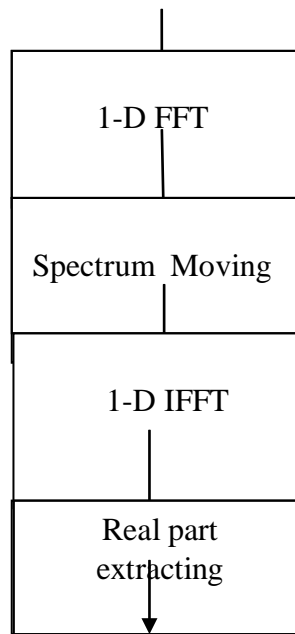 1-D FFT
Spectrum Moving
1-D IFFT
Real part
extracting